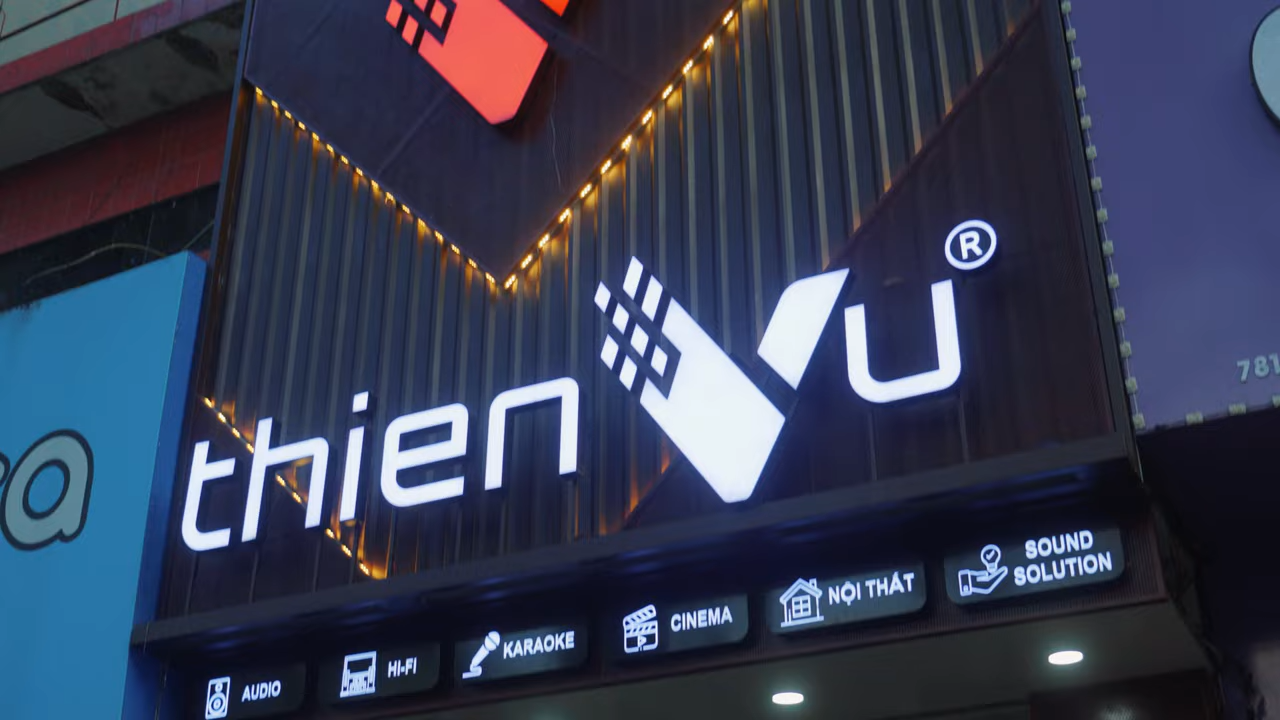 thien Vu®
AUDIO
HI-FI
KARAOKE
CINEMA
NỘI THẤT
SOUND
SOLUTION
781
a